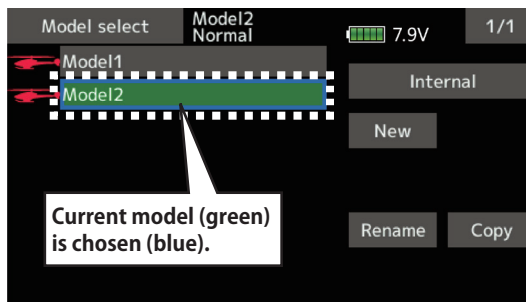 Model select
Model2
Normal
7.9V
1/1
Model1
Internal
Model2
New
Current model (green)
is chosen (blue).
Rename
Copy